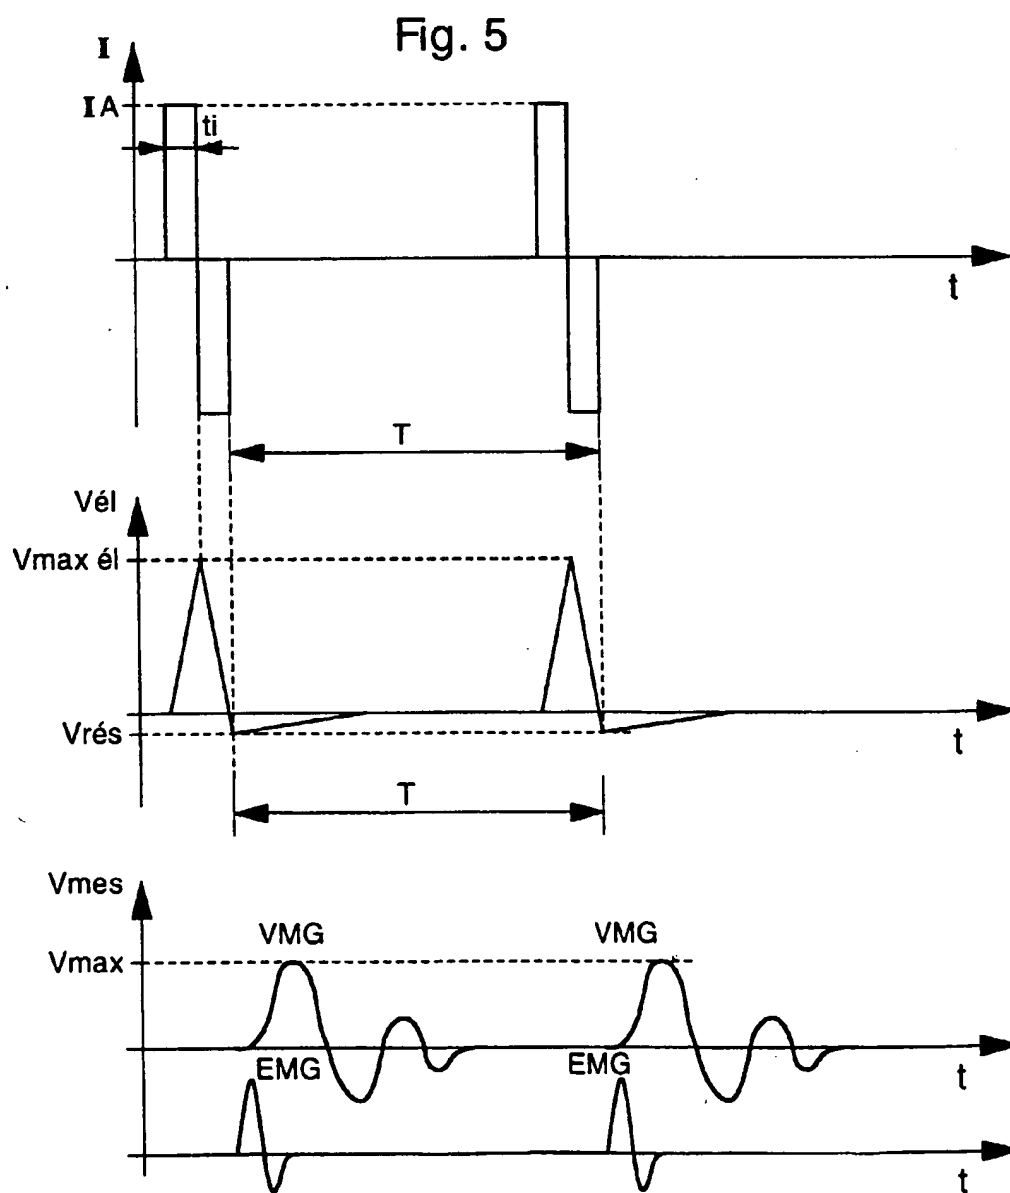 Fig. 5
I
IA
ti
t
T
Vél
Vmax él
Vrés
t
T
Vmes
VMG
VMG
Vmax
EMG
EMG
t
t